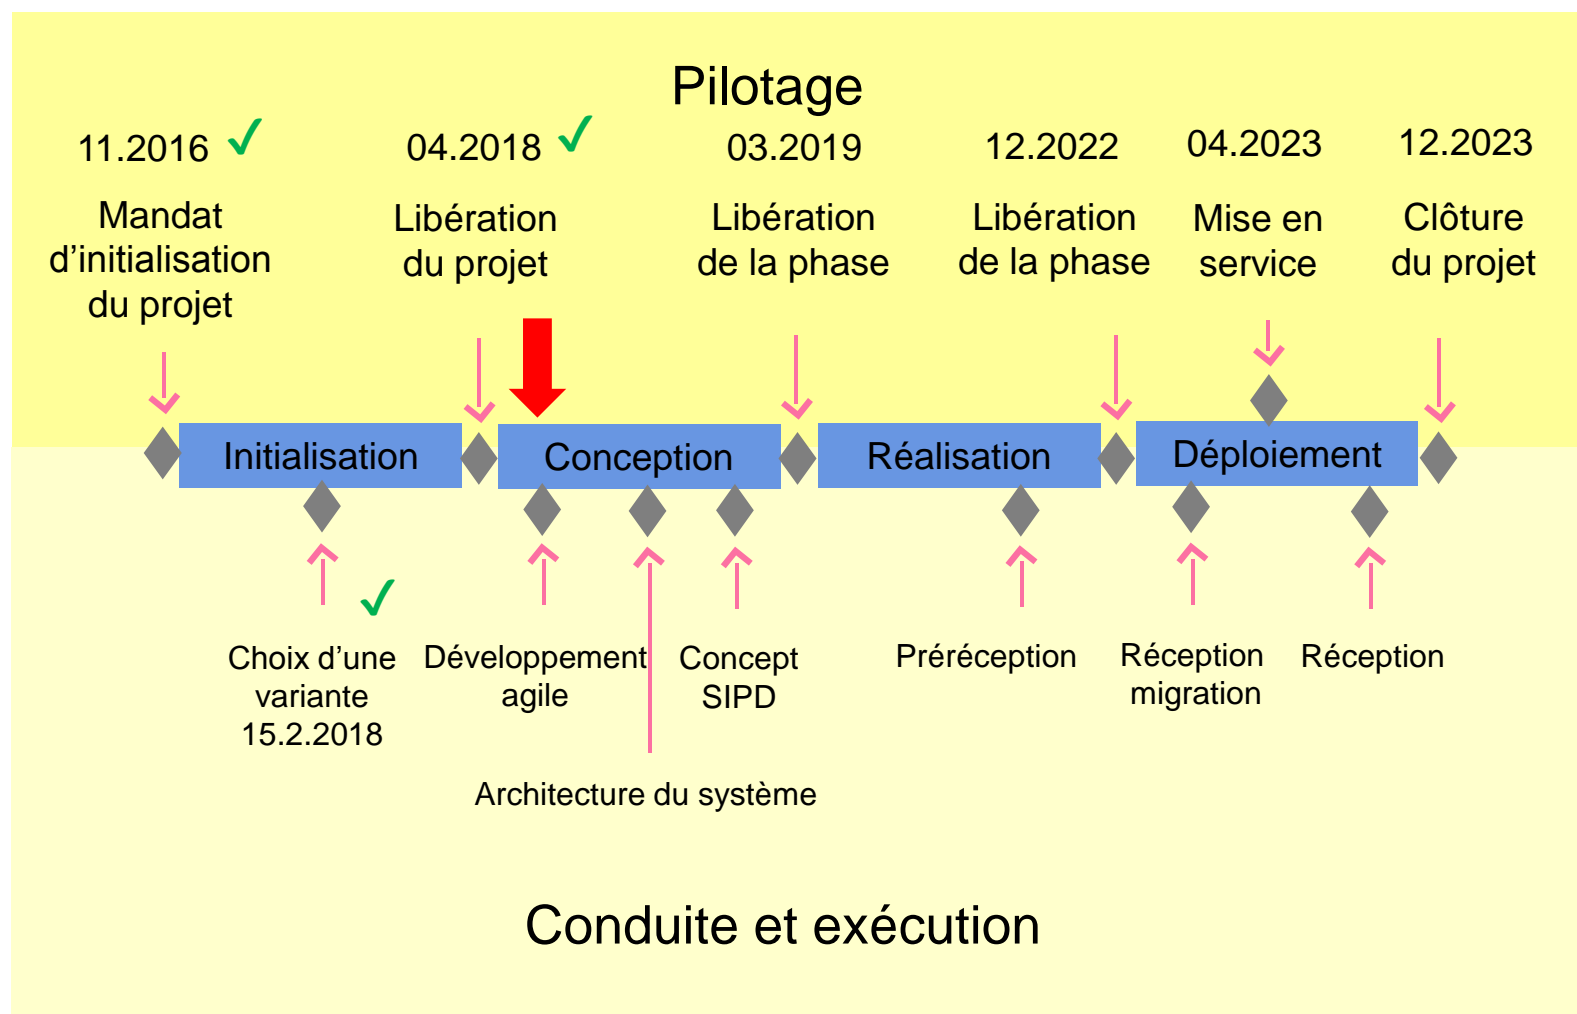 Pilotage
11.2016
04.2018
03.2019
12.2022
04.2023
12.2023
Mandat
d’initialisation
du projet
Libération
du projet
Libération
de la phase
Libération
de la phase
Mise en
service
Clôture
du projet
Initialisation
Conception
Réalisation
Déploiement
Choix d’une
variante
15.2.2018
Développement
agile
Concept
SIPD
Préréception
Réception
migration
Réception
Architecture du système
Conduite et exécution